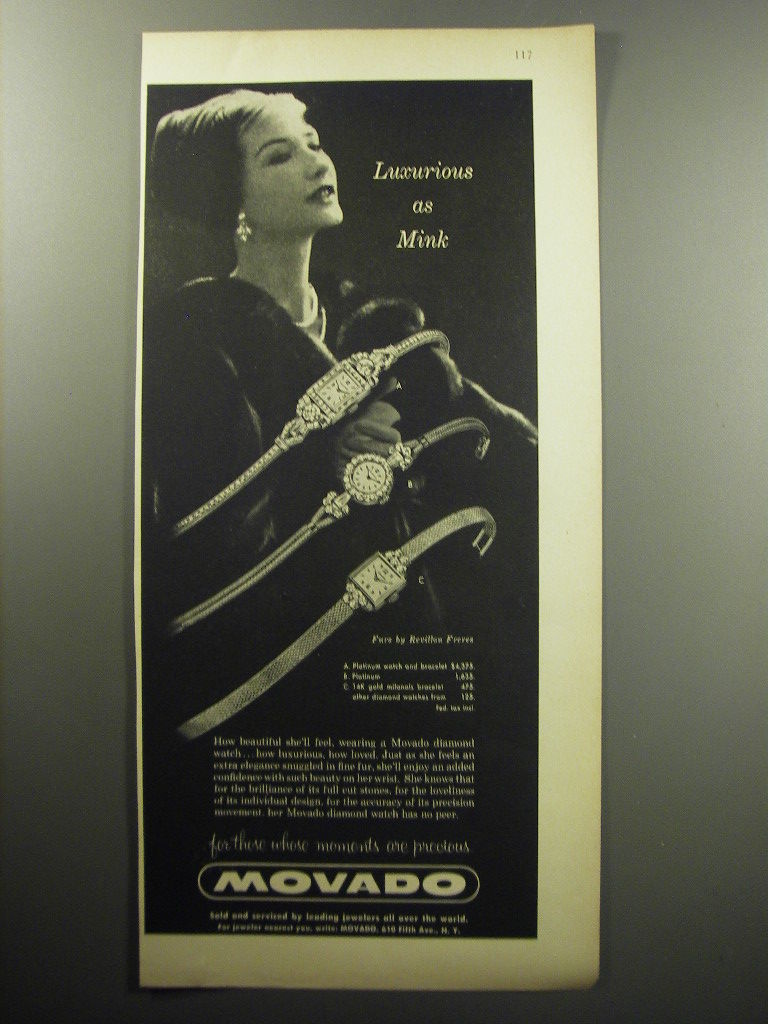 117
Luxurious
as
Mink
A
B
C
Furs by Revillon Freres
A. Platinum watch and bracelet $4,375.
B. Platinum 1,635.
C. 14K gold milanais bracelet 475.
other diamond watches from 125.
Fed. tax incl.
How beautiful she'll feel, wearing a Movado diamond
watch... how luxurious, how loved. Just as she feels an
extra elegance snuggled in fine fur, she'll enjoy an added
confidence with such beauty on her wrist. She knows that
for the brilliance of its full cut stones, for the loveliness
of its individual design, for the accuracy of its precision
movement, her Movado diamond watch has no peer.
for those whose moments are precious
MOVADO
Sold and serviced by leading jewelers all over the world.
For jeweler nearest you, write: MOVADO, 610 Fifth Ave., N. Y.